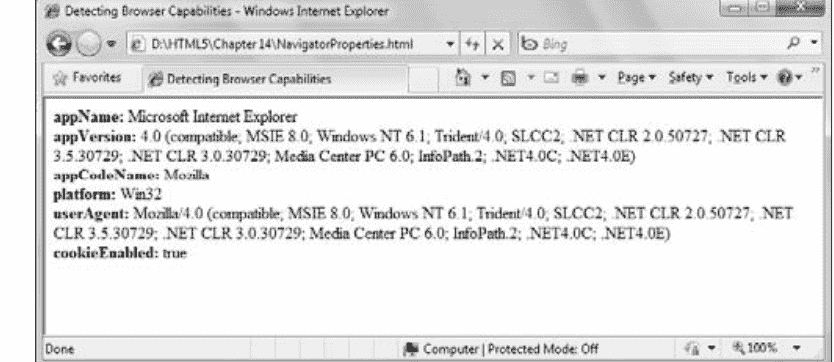 Detecting Browser Capabilities - Windows Internet Explorer
D:\HTML5\Chapter 14\NavigatorProperties.html
Bing
Favorites
Detecting Browser Capabilities
Page
Safety
Tools
appName: Microsoft Internet Explorer
appVersion: 4.0 (compatible; MSIE 8.0; Windows NT 6.1; Trident/4.0; SLCC2; .NET CLR 2.0.50727; .NET CLR
3.5.30729; .NET CLR 3.0.30729; Media Center PC 6.0; InfoPath.2; .NET4.0C; .NET4.0E)
appCodeName: Mozilla
platform: Win32
userAgent: Mozilla/4.0 (compatible; MSIE 8.0; Windows NT 6.1; Trident/4.0; SLCC2; .NET CLR 2.0.50727; .NET
CLR 3.5.30729; .NET CLR 3.0.30729; Media Center PC 6.0; InfoPath.2; .NET4.0C; .NET4.0E)
cookieEnabled: true
Done
Computer | Protected Mode: Off
100%